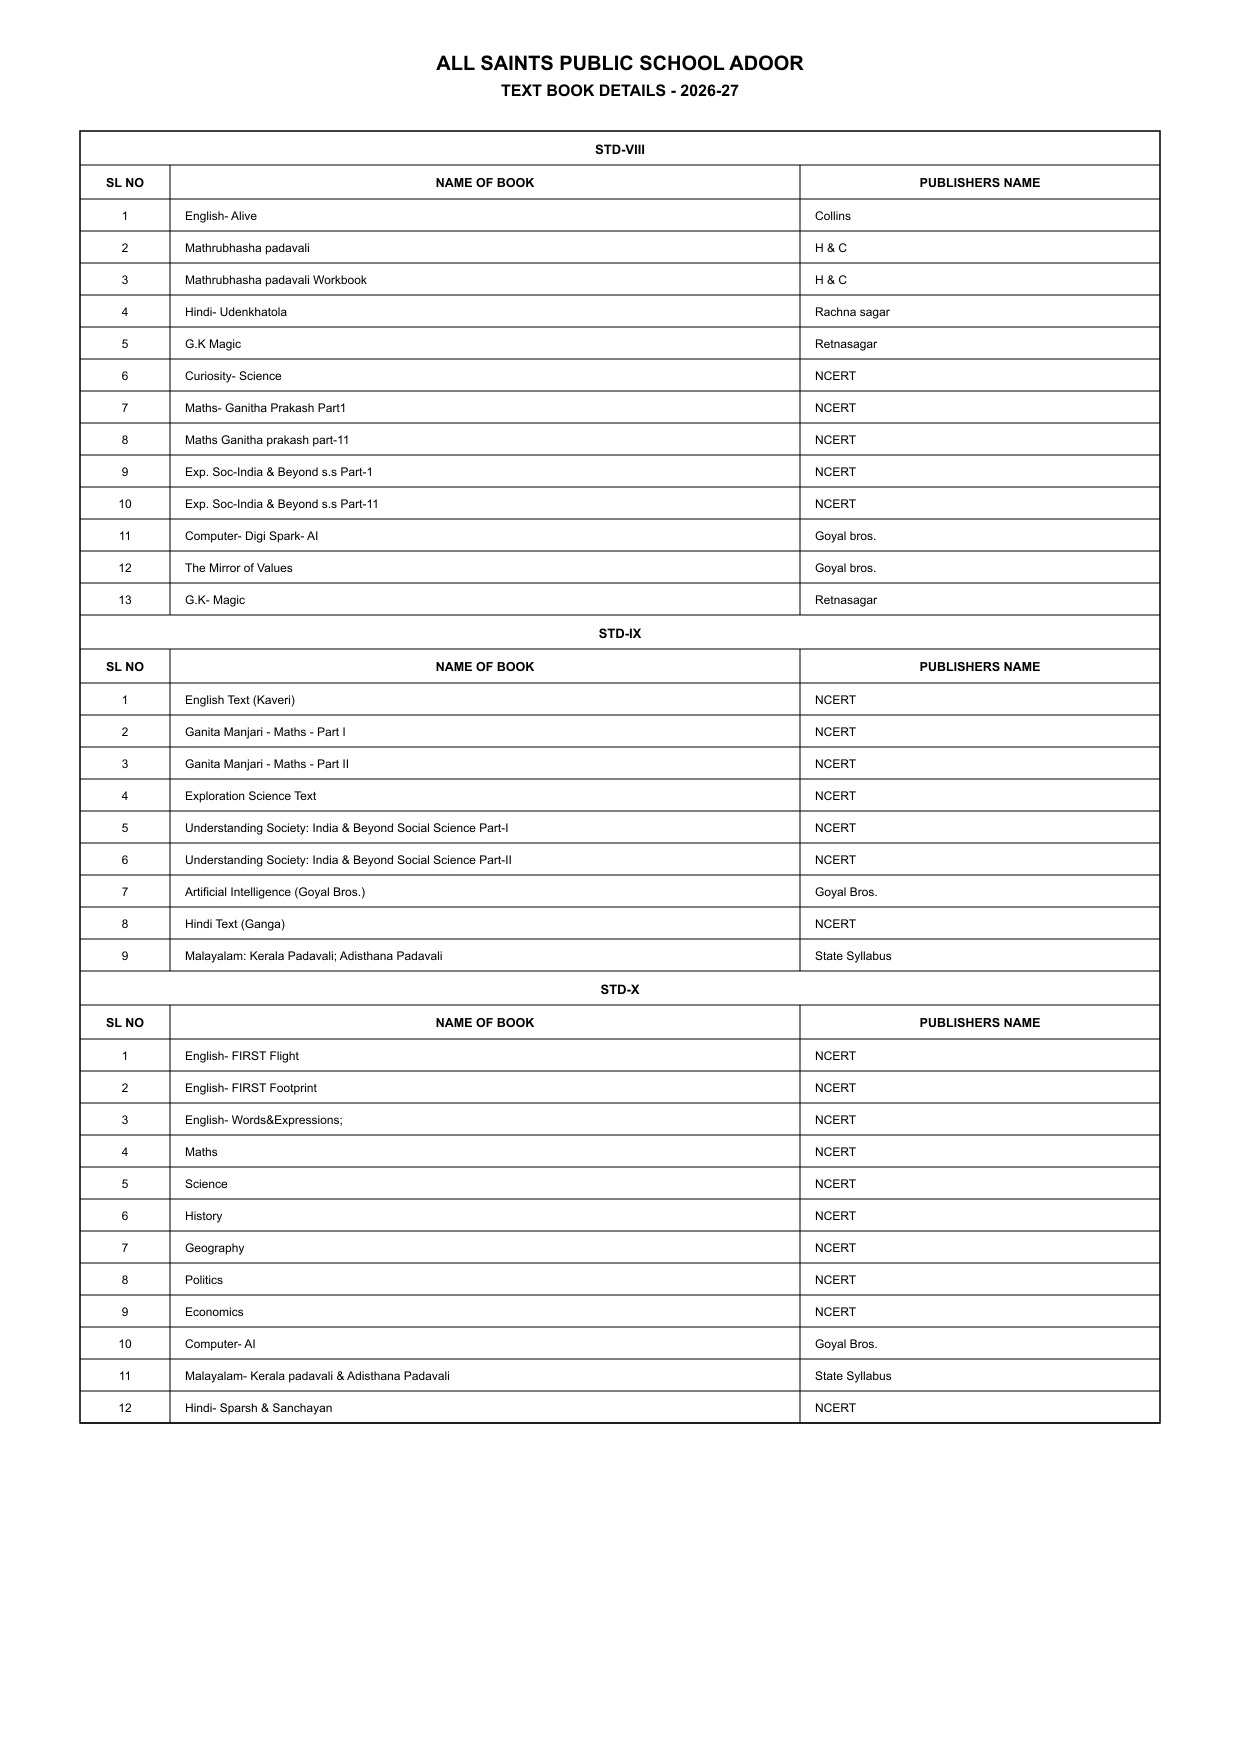 ALL SAINTS PUBLIC SCHOOL ADOOR
TEXT BOOK DETAILS - 2026-27
STD-VIII
SL NO NAME OF BOOK PUBLISHERS NAME
1 English- Alive Collins
2 Mathrubhasha padavali H & C
3 Mathrubhasha padavali Workbook H & C
4 Hindi- Udenkhatola Rachna sagar
5 G.K Magic Retnasagar
6 Curiosity- Science NCERT
7 Maths- Ganitha Prakash Part1 NCERT
8 Maths Ganitha prakash part-11 NCERT
9 Exp. Soc-India & Beyond s.s Part-1 NCERT
10 Exp. Soc-India & Beyond s.s Part-11 NCERT
11 Computer- Digi Spark- AI Goyal bros.
12 The Mirror of Values Goyal bros.
13 G.K- Magic Retnasagar
STD-IX
SL NO NAME OF BOOK PUBLISHERS NAME
1 English Text (Kaveri) NCERT
2 Ganita Manjari - Maths - Part I NCERT
3 Ganita Manjari - Maths - Part II NCERT
4 Exploration Science Text NCERT
5 Understanding Society: India & Beyond Social Science Part-I NCERT
6 Understanding Society: India & Beyond Social Science Part-II NCERT
7 Artificial Intelligence (Goyal Bros.) Goyal Bros.
8 Hindi Text (Ganga) NCERT
9 Malayalam: Kerala Padavali; Adisthana Padavali State Syllabus
STD-X
SL NO NAME OF BOOK PUBLISHERS NAME
1 English- FIRST Flight NCERT
2 English- FIRST Footprint NCERT
3 English- Words&Expressions; NCERT
4 Maths NCERT
5 Science NCERT
6 History NCERT
7 Geography NCERT
8 Politics NCERT
9 Economics NCERT
10 Computer- AI Goyal Bros.
11 Malayalam- Kerala padavali & Adisthana Padavali State Syllabus
12 Hindi- Sparsh & Sanchayan NCERT